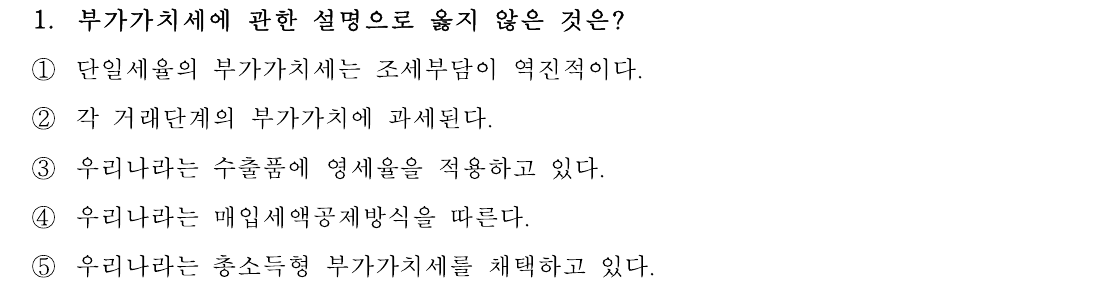 1. 부가가치세에 관한 설명으로 옳지 않은 것은?
① 단일세율의 부가가치세는 조세부담이 역진적이다.
② 각 거래단계의 부가가치에 과세된다.
③ 우리나라는 수출품에 영세율을 적용하고 있다.
④ 우리나라는 매입세액공제방식을 따른다.
⑤ 우리나라는 총소득형 부가가치세를 채택하고 있다.